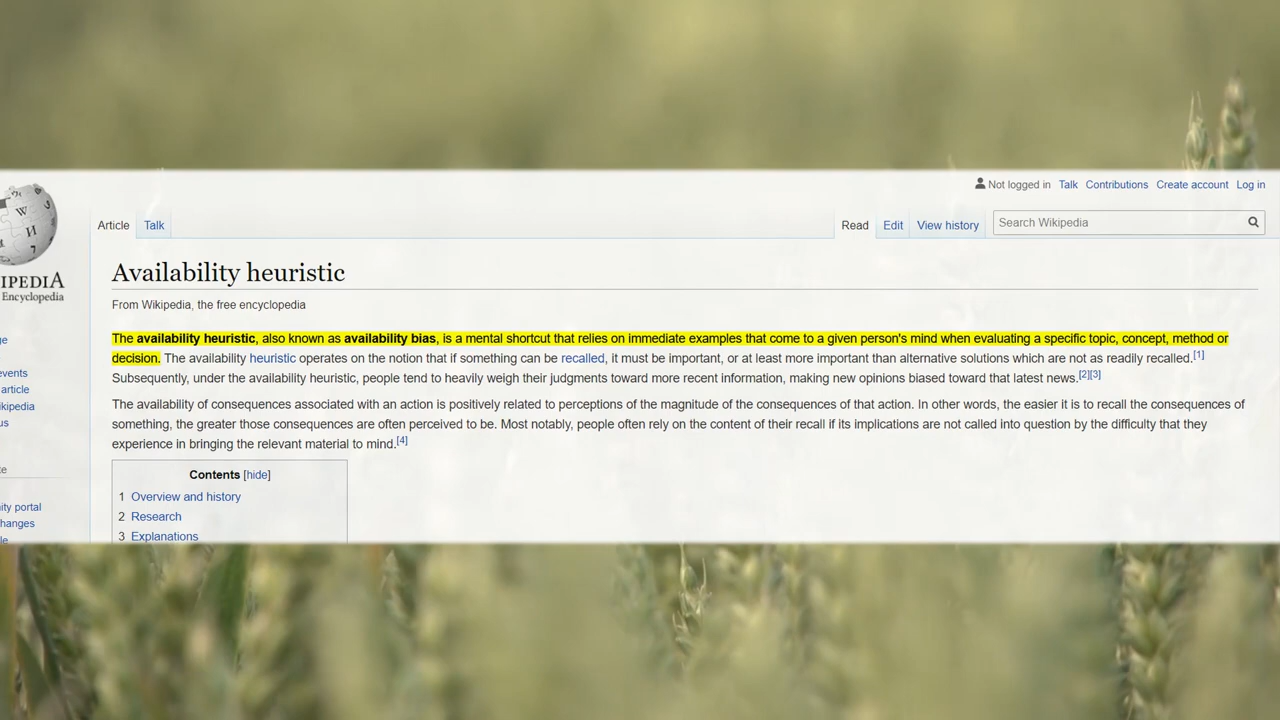 Not logged in Talk Contributions Create account Log in
Article Talk Read Edit View history Search Wikipedia
Availability heuristic
From Wikipedia, the free encyclopedia
The availability heuristic, also known as availability bias, is a mental shortcut that relies on immediate examples that come to a given person's mind when evaluating a specific topic, concept, method or
decision. The availability heuristic operates on the notion that if something can be recalled, it must be important, or at least more important than alternative solutions which are not as readily recalled.[1]
Subsequently, under the availability heuristic, people tend to heavily weigh their judgments toward more recent information, making new opinions biased toward that latest news.[2][3]
The availability of consequences associated with an action is positively related to perceptions of the magnitude of the consequences of that action. In other words, the easier it is to recall the consequences of
something, the greater those consequences are often perceived to be. Most notably, people often rely on the content of their recall if its implications are not called into question by the difficulty that they
experience in bringing the relevant material to mind.[4]
Contents [hide]
1 Overview and history
2 Research
3 Explanations
IPEDIA
Encyclopedia
ge
events
article
kipedia
us
te
ity portal
hanges
le